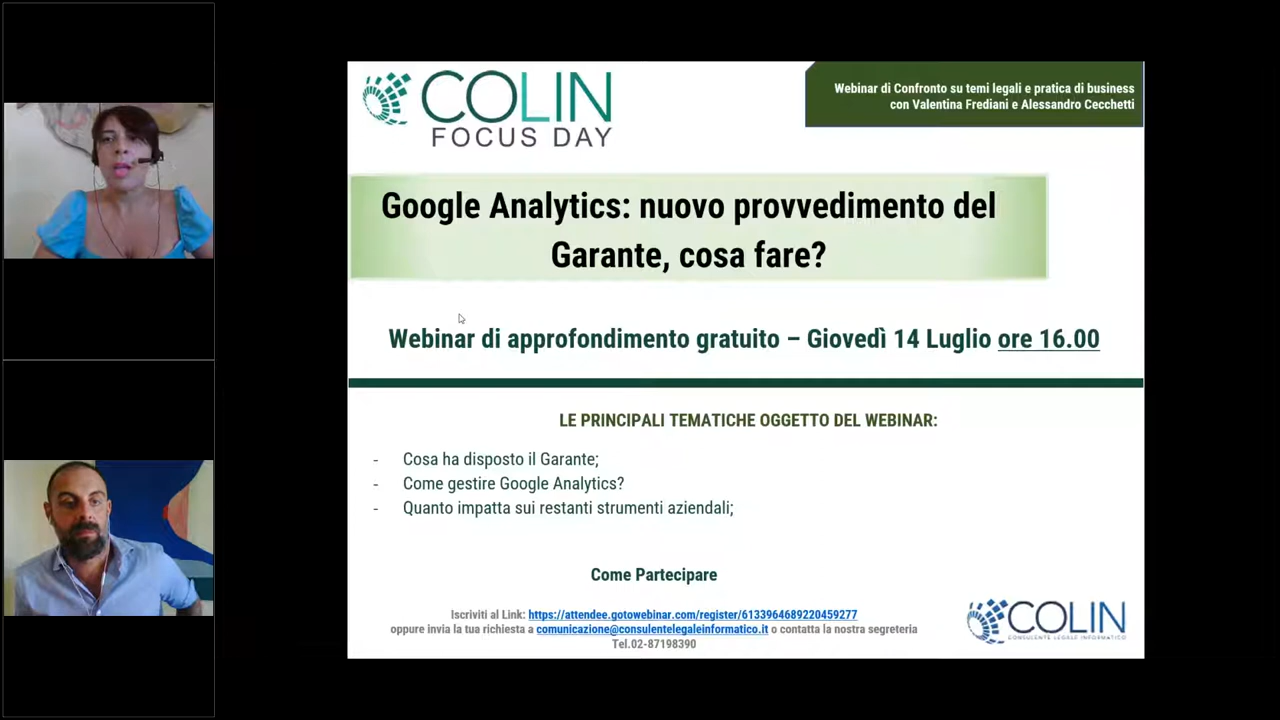 COLIN
FOCUS DAY
Webinar di Confronto su temi legali e pratica di business
con Valentina Frediani e Alessandro Cecchetti
Google Analytics: nuovo provvedimento del
Garante, cosa fare?
Webinar di approfondimento gratuito – Giovedì 14 Luglio ore 16.00
LE PRINCIPALI TEMATICHE OGGETTO DEL WEBINAR:
- Cosa ha disposto il Garante;
- Come gestire Google Analytics?
- Quanto impatta sui restanti strumenti aziendali;
Come Partecipare
Iscriviti al Link: https://attendee.gotowebinar.com/register/6133964689220459277
oppure invia la tua richiesta a comunicazione@consulentelegaleinformatico.it o contatta la nostra segreteria
Tel.02-87198390
COLIN
CONSULENTE LEGALE INFORMATICO